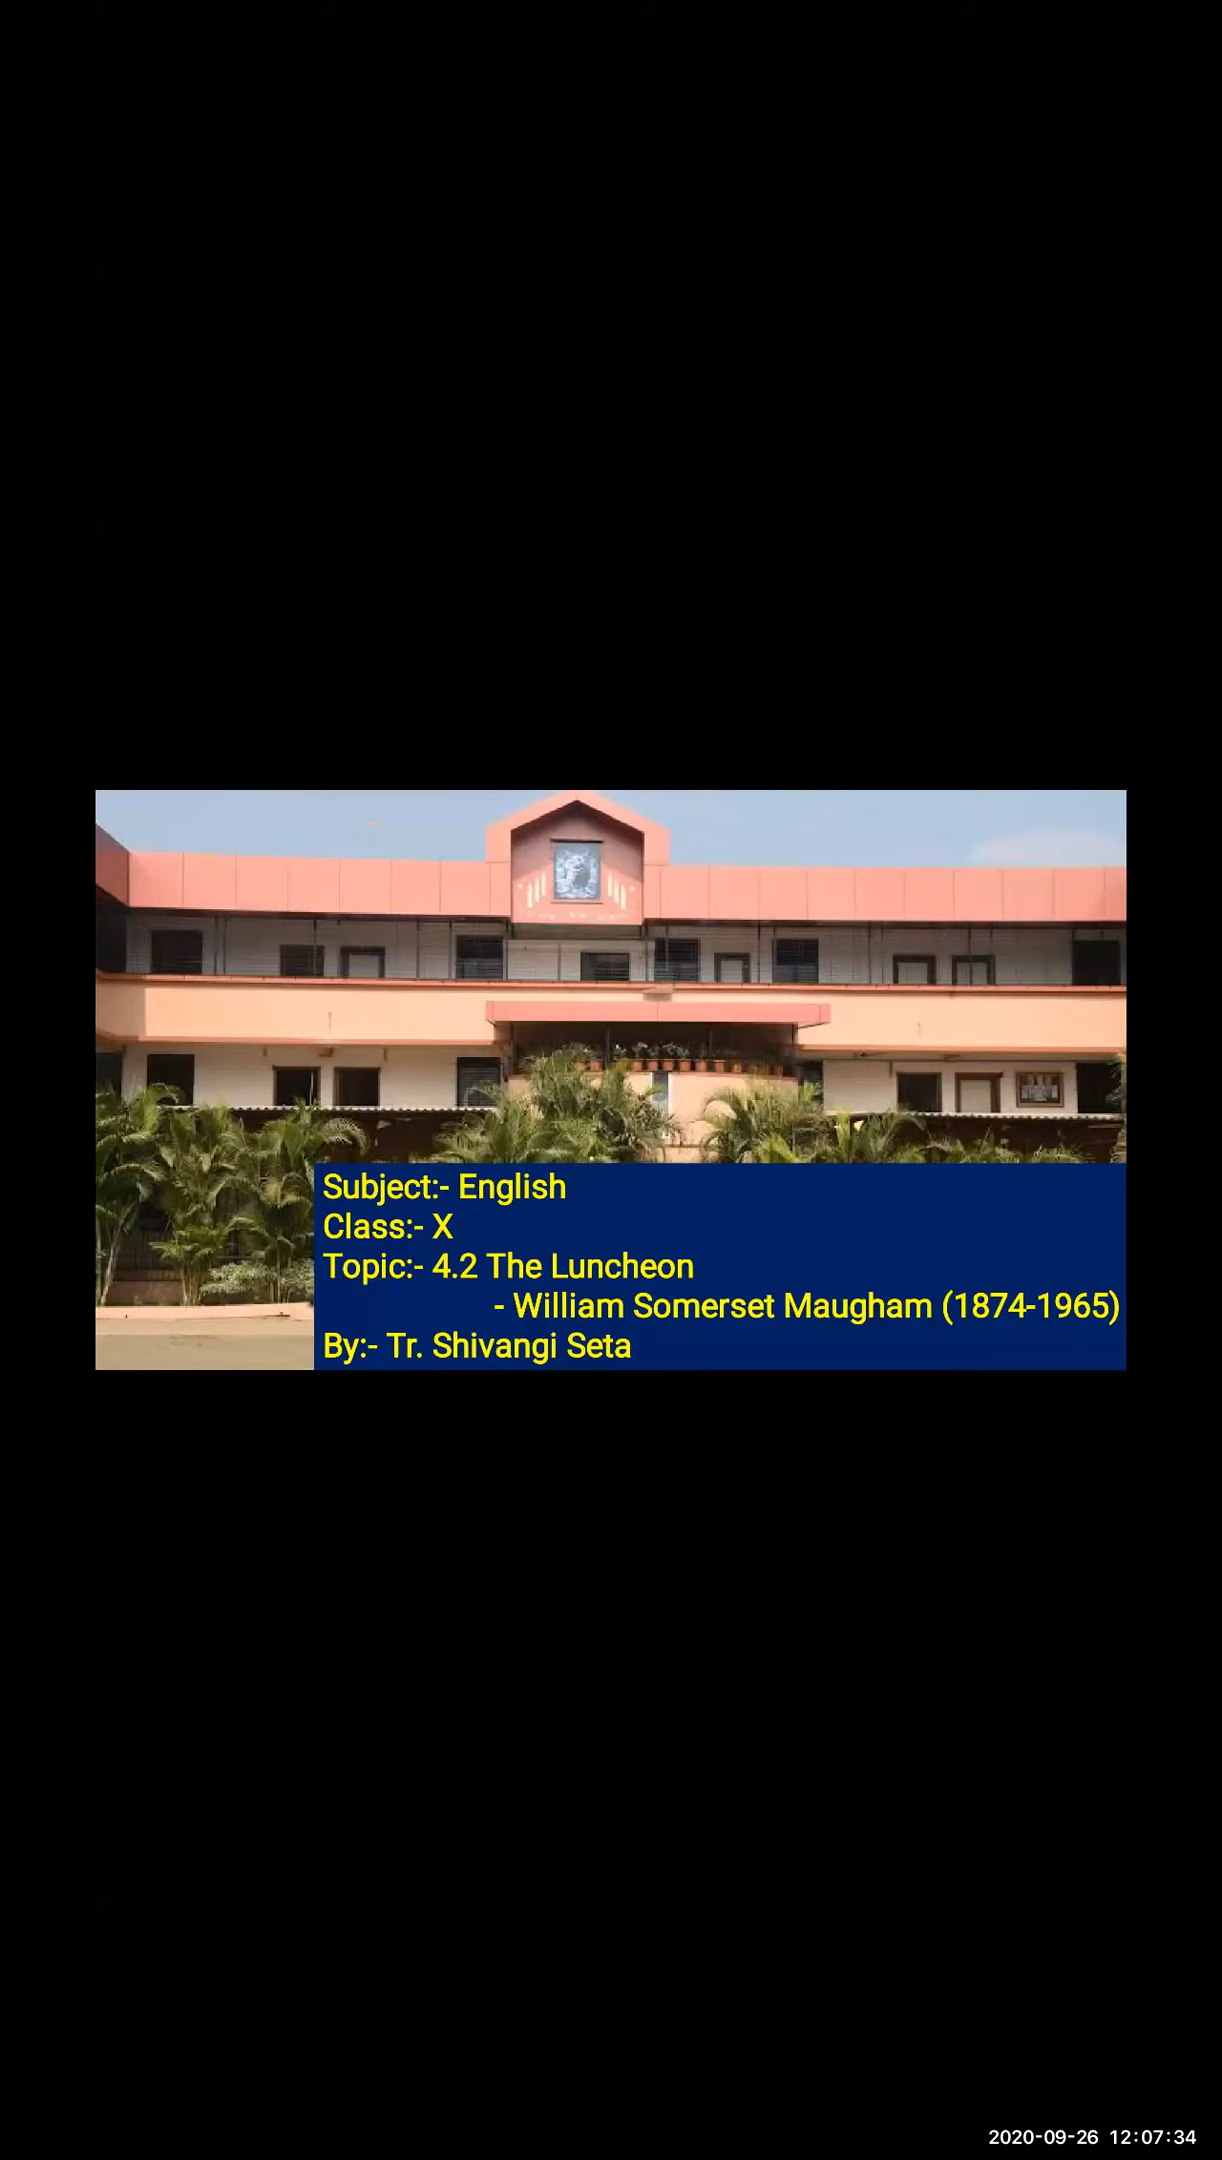 Subject:- English
Class:- X
Topic:- 4.2 The Luncheon
- William Somerset Maugham (1874-1965)
By:- Tr. Shivangi Seta
2020-09-26 12:07:34